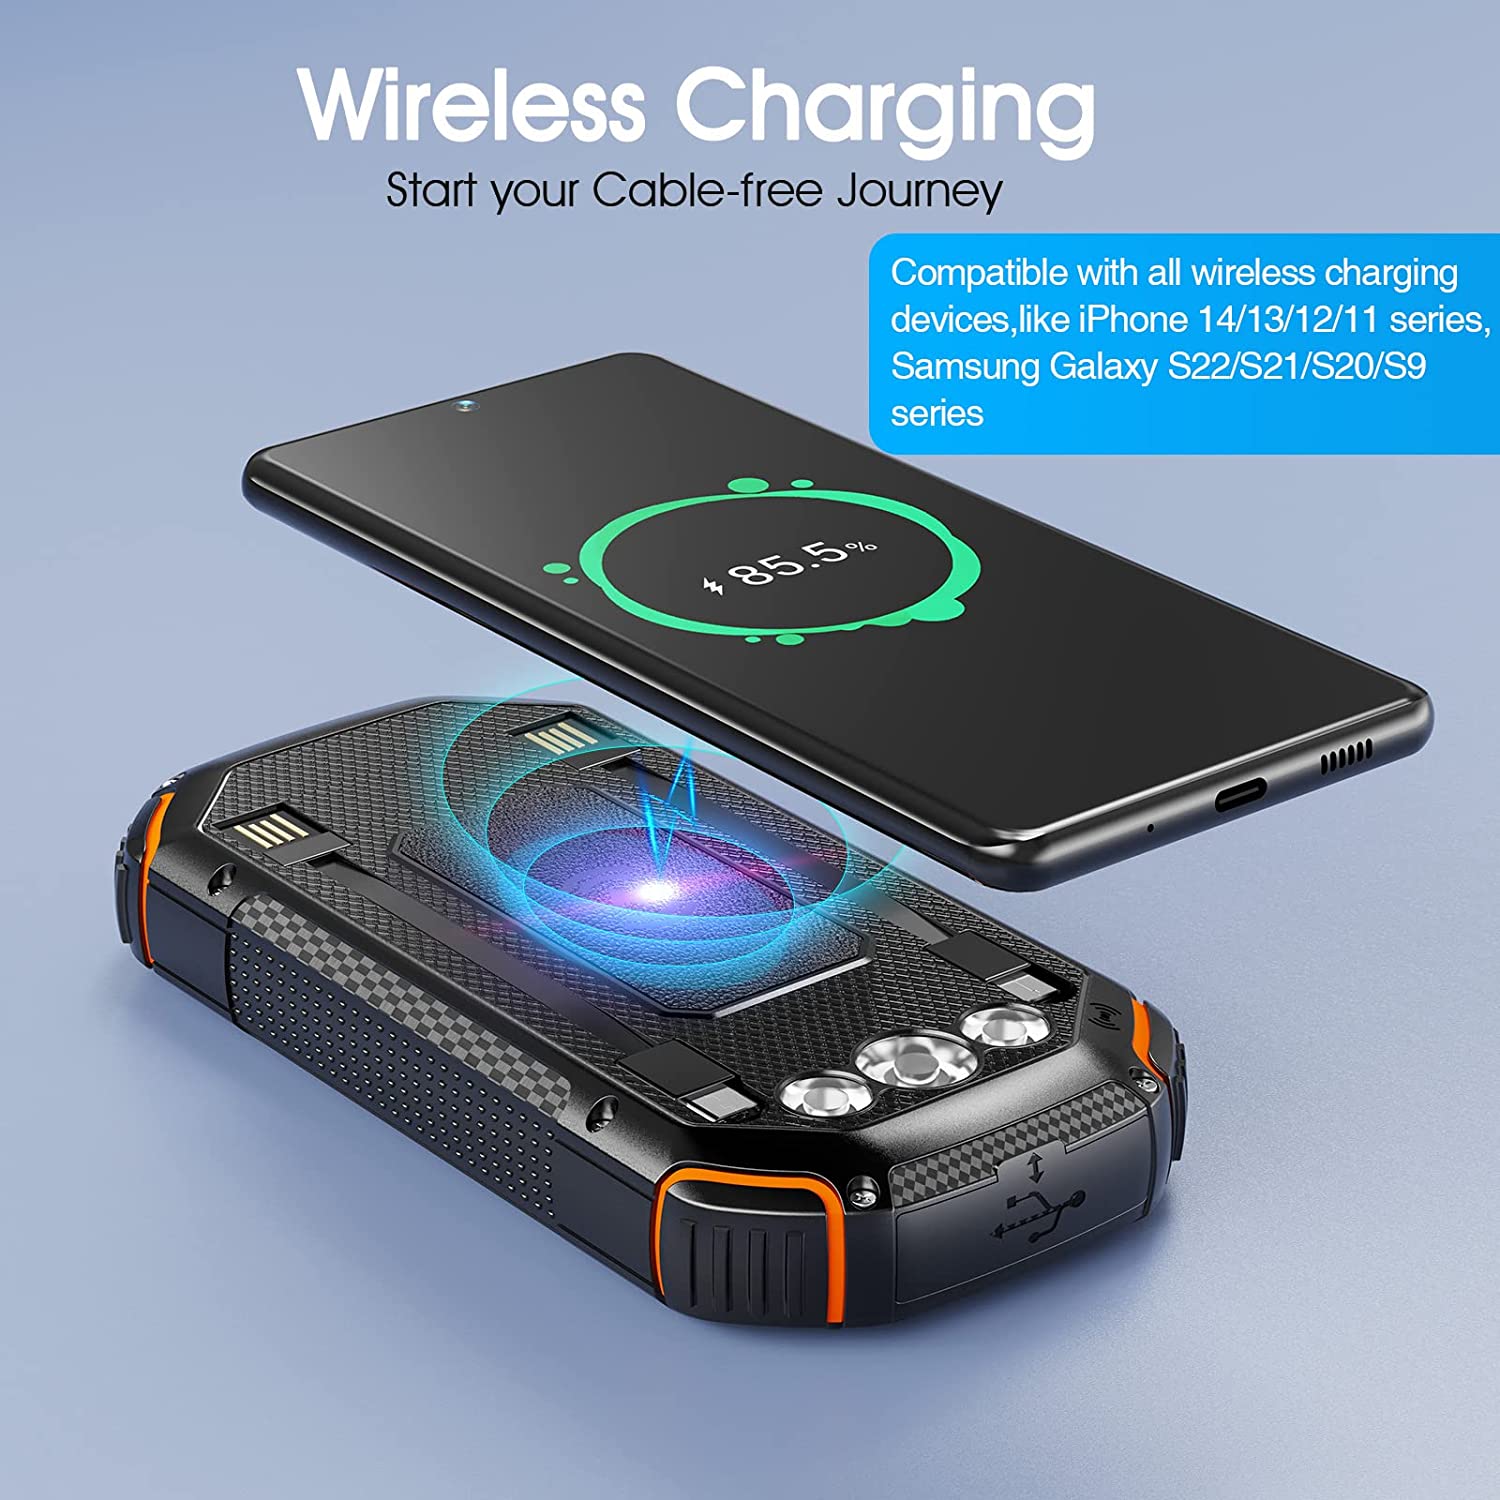 Wireless Charging
Start your Cable-free Journey
Compatible with all wireless charging
devices,like iPhone 14/13/12/11 series,
Samsung Galaxy S22/S21/S20/S9
series
85.5%